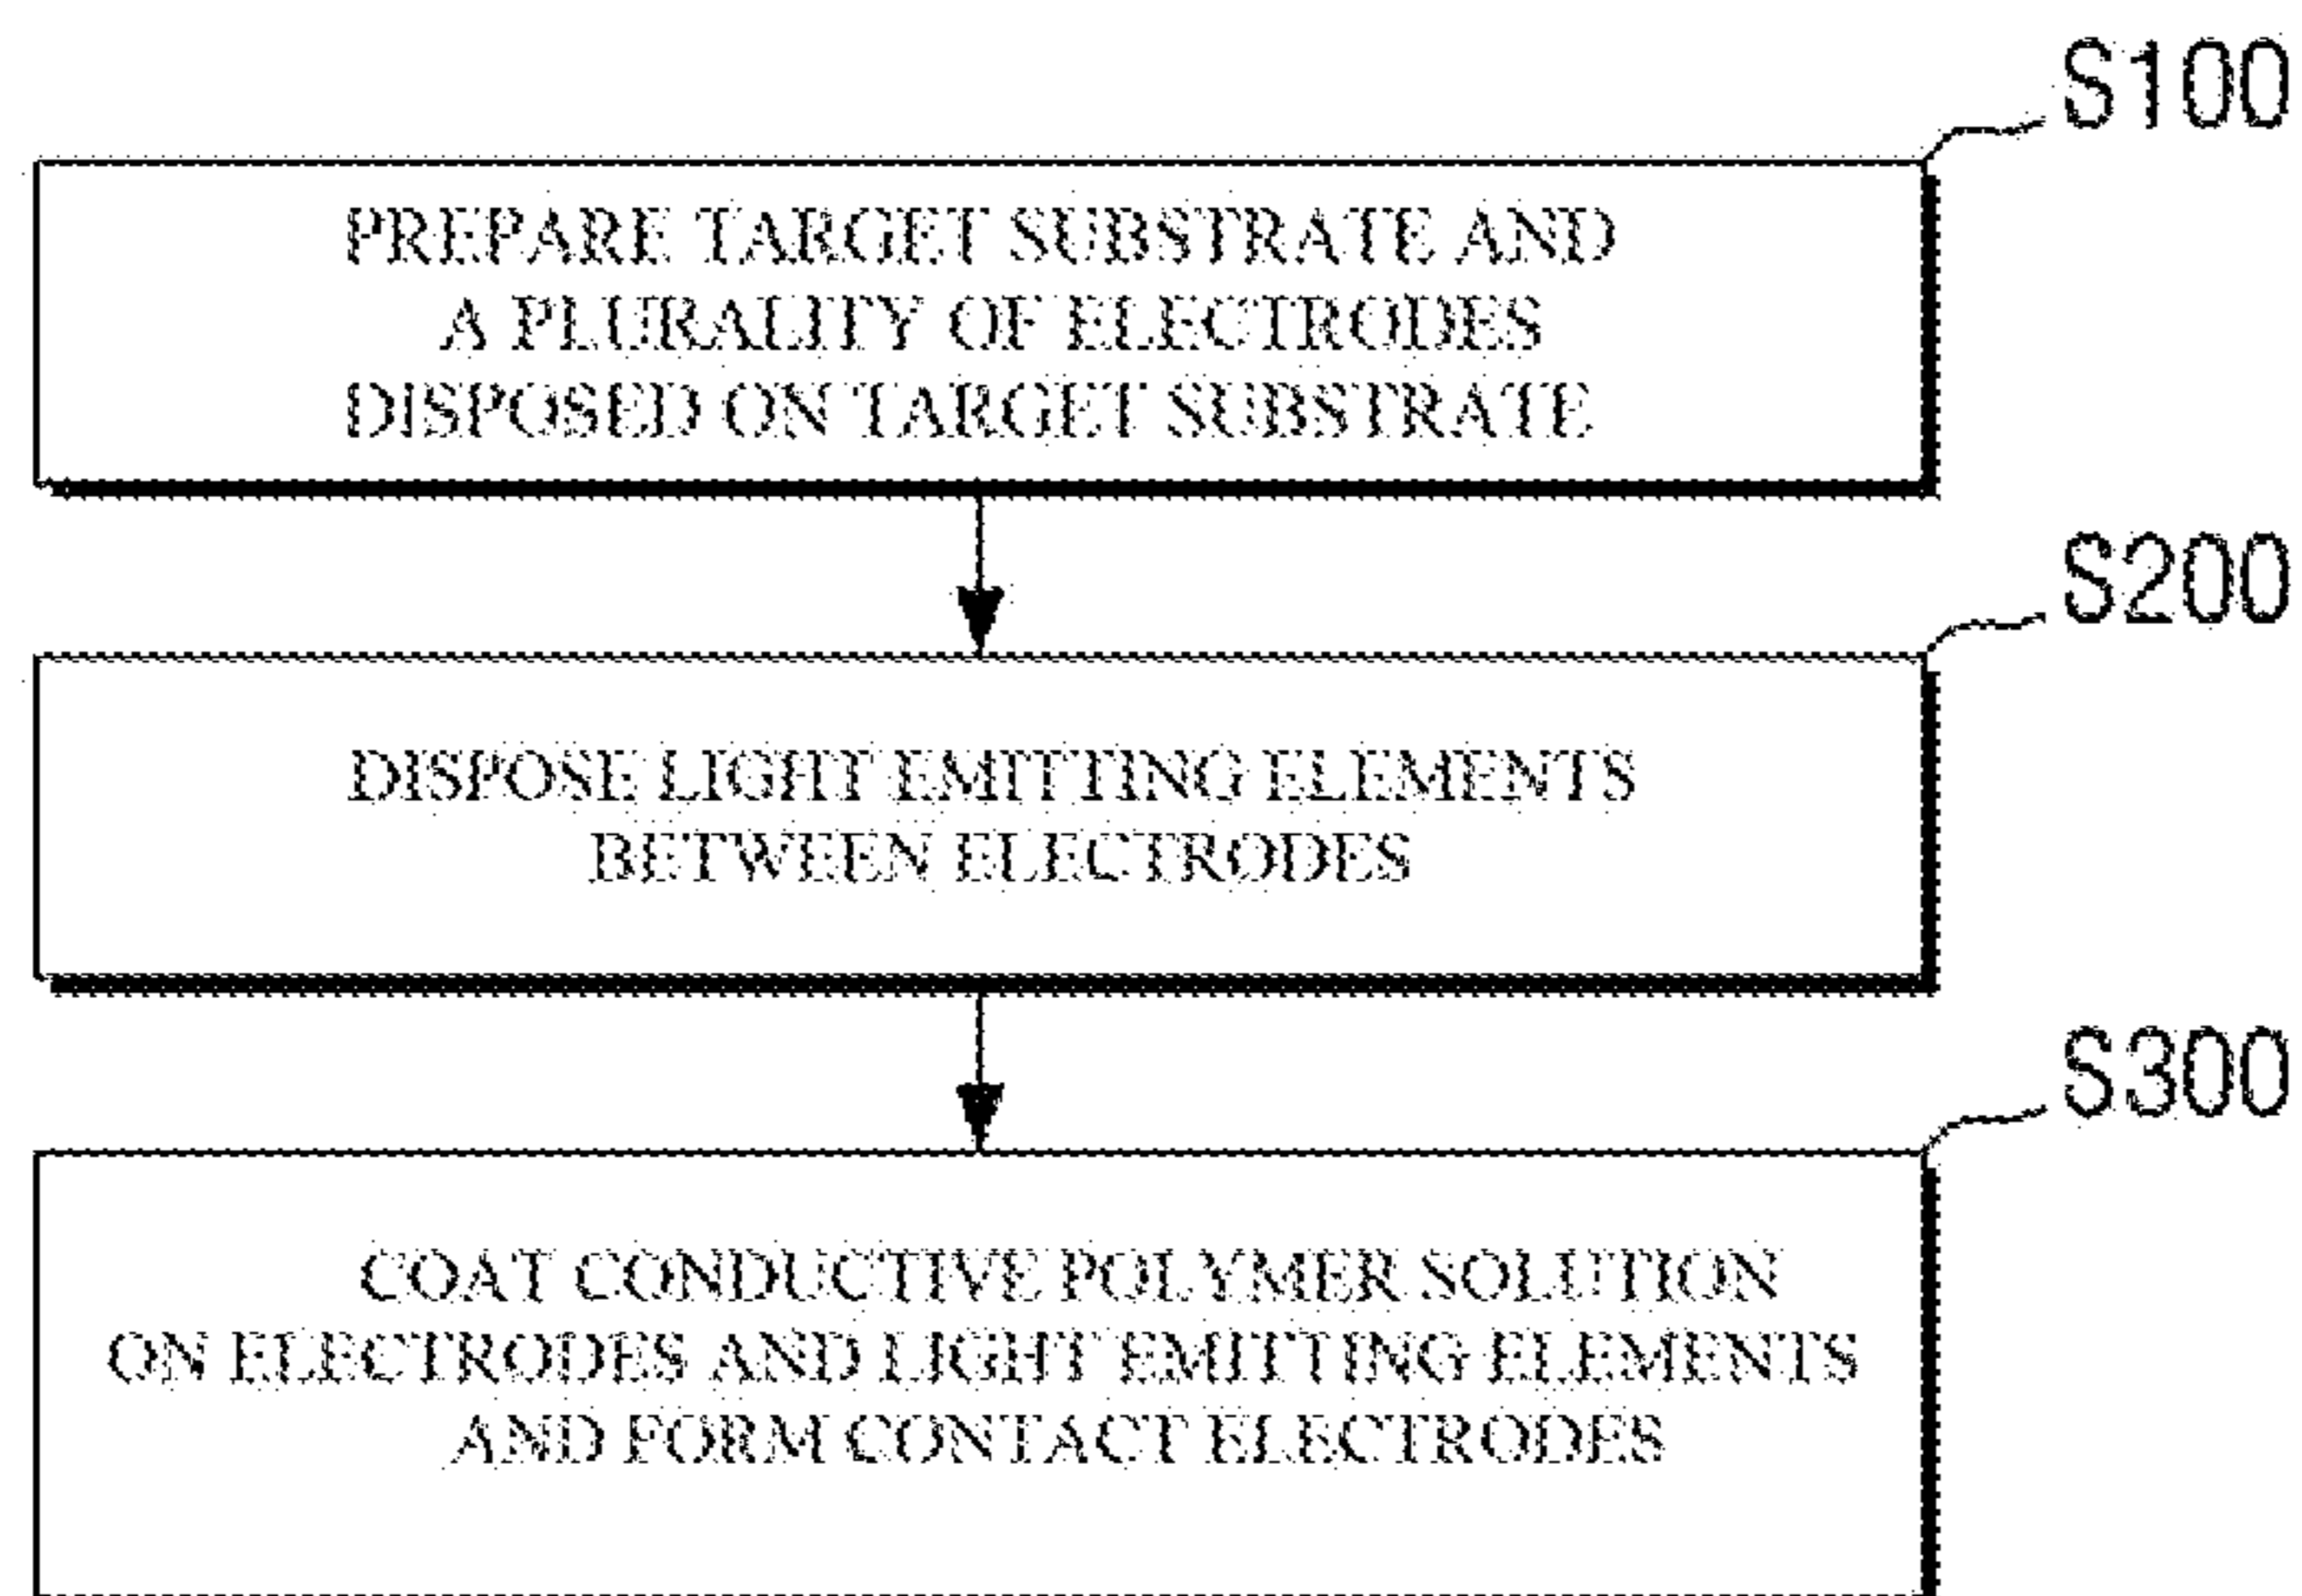 S100
PREPARE TARGET SUBSTRATE AND
A PLURALITY OF ELECTRODES
DISPOSED ON TARGET SUBSTRATE
S200
DISPOSE LIGHT EMITTING ELEMENTS
BETWEEN ELECTRODES
S300
COAT CONDUCTIVE POLYMER SOLUTION
ON ELECTRODES AND LIGHT EMITTING ELEMENTS
AND FORM CONTACT ELECTRODES